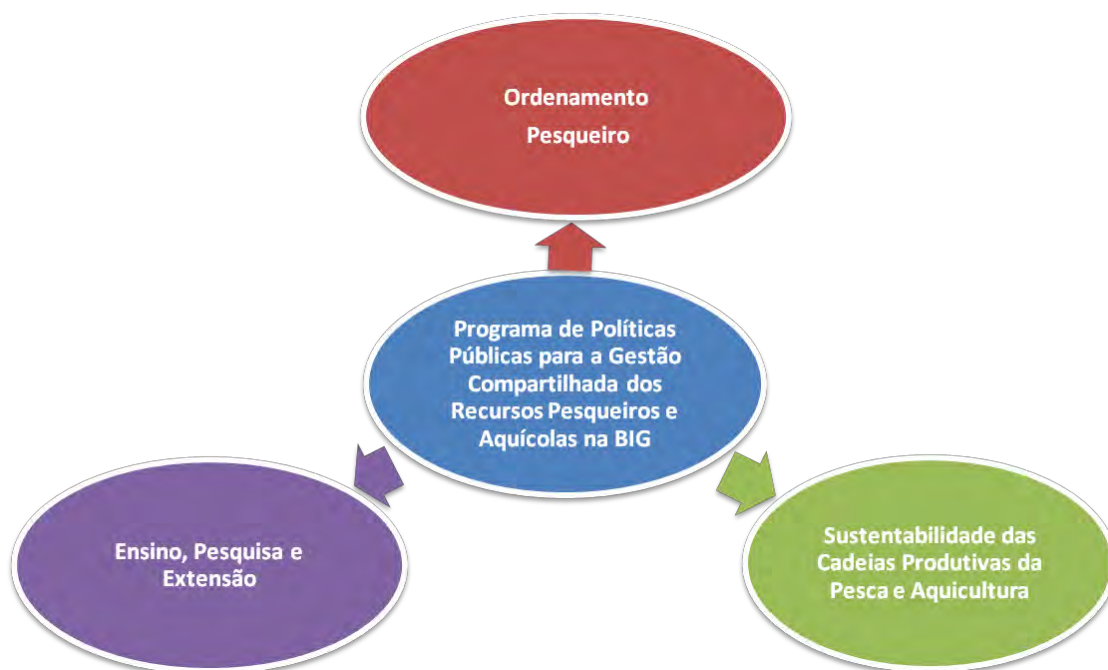 Ordenamento
Pesqueiro
Programa de Políticas
Públicas para a Gestão
Compartilhada dos
Recursos Pesqueiros e
Aquícolas na BIG
Ensino, Pesquisa e
Extensão
Sustentabilidade das
Cadeias Produtivas da
Pesca e Aquicultura